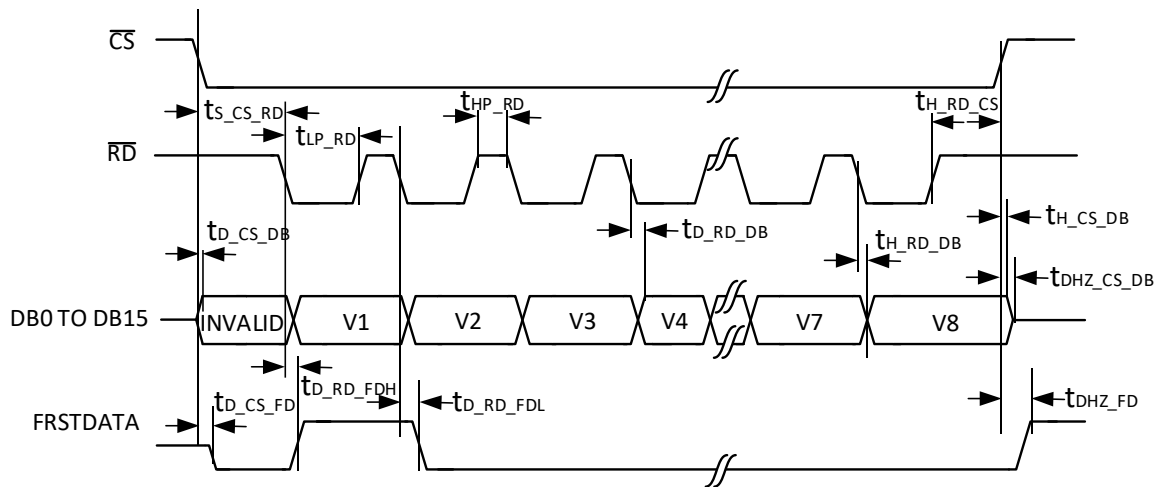 CS
tS_CS_RD
tHP_RD
tH_RD_CS
tLP_RD
RD
tD_CS_DB
tD_RD_DB
tH_RD_DB
tH_CS_DB
tDHZ_CS_DB
DB0 TO DB15
INVALID
V1
V2
V3
V4
V7
V8
tD_CS_FD
tD_RD_FDH
tD_RD_FDL
tDHZ_FD
FRSTDATA